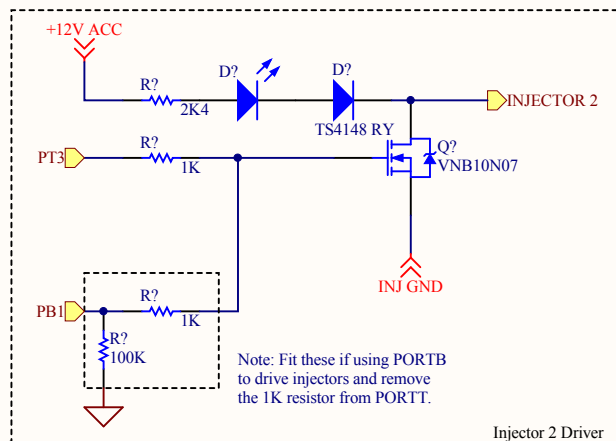 +12V ACC
D?
D?
R?
INJECTOR 2
2K4
TS4148 RY
R?
Q?
PT3
VNB10N07
1K
INJ GND
R?
PB1
1K
R?
100K
Note: Fit these if using PORTB
to drive injectors and remove
the 1K resistor from PORTT.
Injector 2 Driver